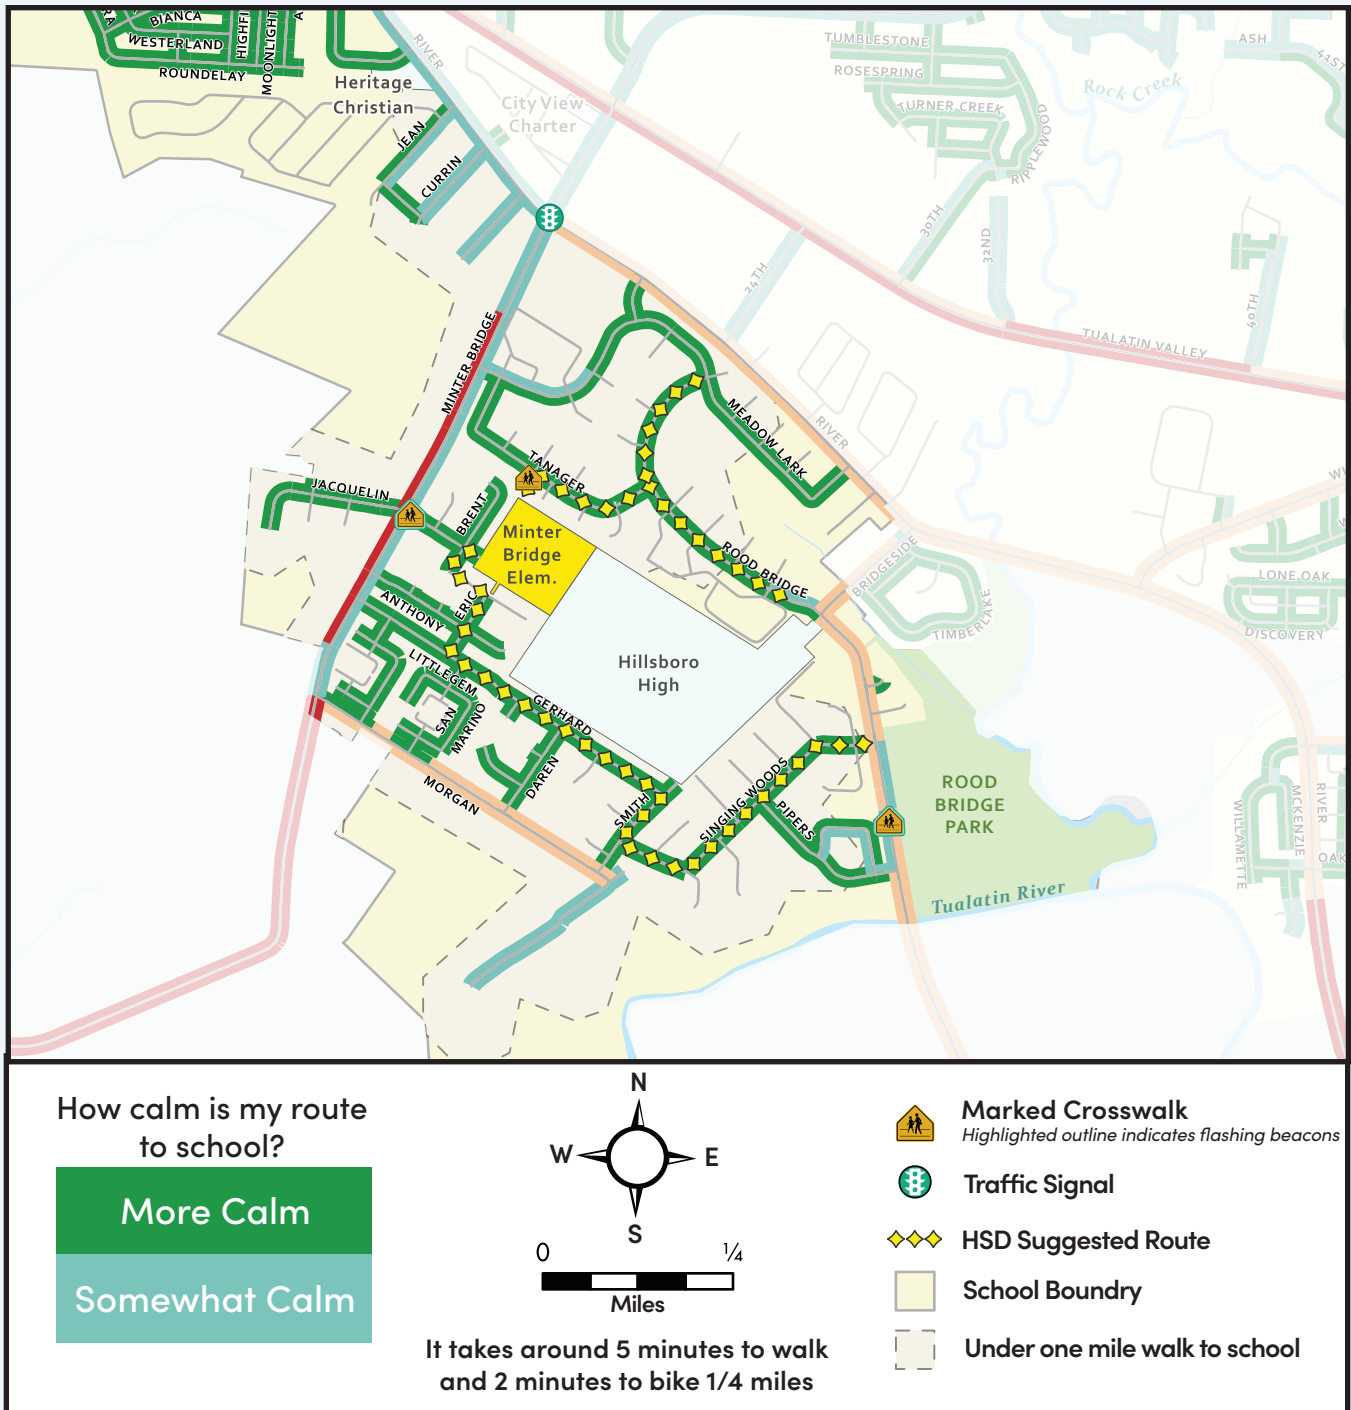 RA
BIANCA
WESTERLAND
ROUNDELAY
HIGHFI
MOONLIGHT
A
Heritage
Christian
RIVER
City View
Charter
TUMBLESTONE
ROSESPRING
TURNER CREEK
RIPPLEWOOD
Rock Creek
ASH
41ST
JEAN
CURRIN
30TH
32ND
24TH
40TH
TUALATIN VALLEY
MINTER BRIDGE
MEADOW LARK
RIVER
TANAGER
JACQUELIN
BRENT
Minter
Bridge
Elem.
ROOD BRIDGE
BRIDGESIDE
TIMBERLAKE
WI
W
LONE OAK
DISCOVERY
ERIC
ANTHONY
LITTLEGEM
SAN
MARINO
GERHARD
Hillsboro
High
DAREN
MORGAN
SMITH
SINGING WOODS
PIPERS
ROOD
BRIDGE
PARK
Tualatin River
WILLAMETTE
MCKENZIE
RIVER
OAK
How calm is my route
to school?
More Calm
Somewhat Calm
N
W
E
S
0
¼
Miles
It takes around 5 minutes to walk
and 2 minutes to bike 1/4 miles
Marked Crosswalk
Highlighted outline indicates flashing beacons
Traffic Signal
HSD Suggested Route
School Boundry
Under one mile walk to school